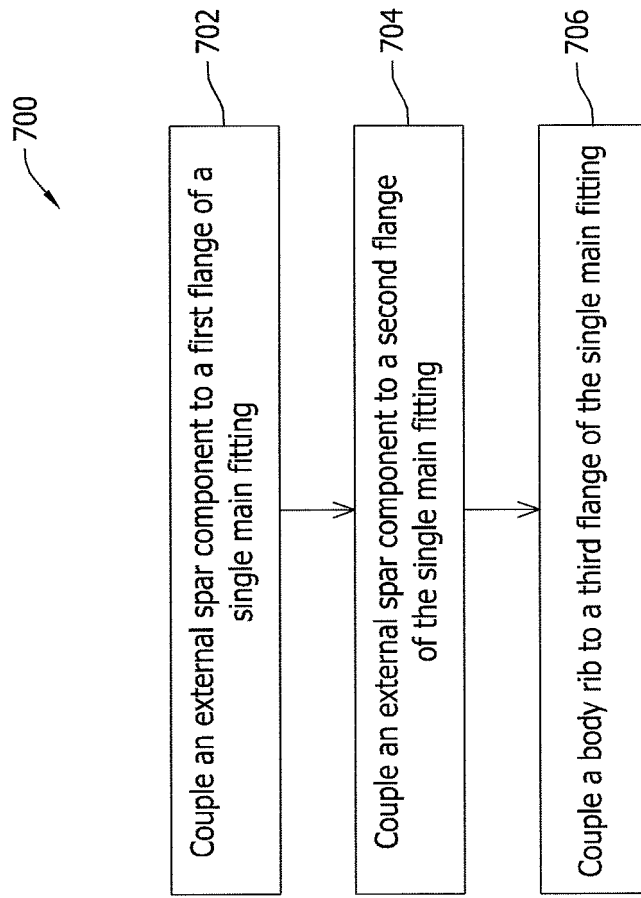 700
Couple an external spar component to a first flange of a
single main fitting
702
Couple an external spar component to a second flange
of the single main fitting
704
Couple a body rib to a third flange of the single main fitting
706